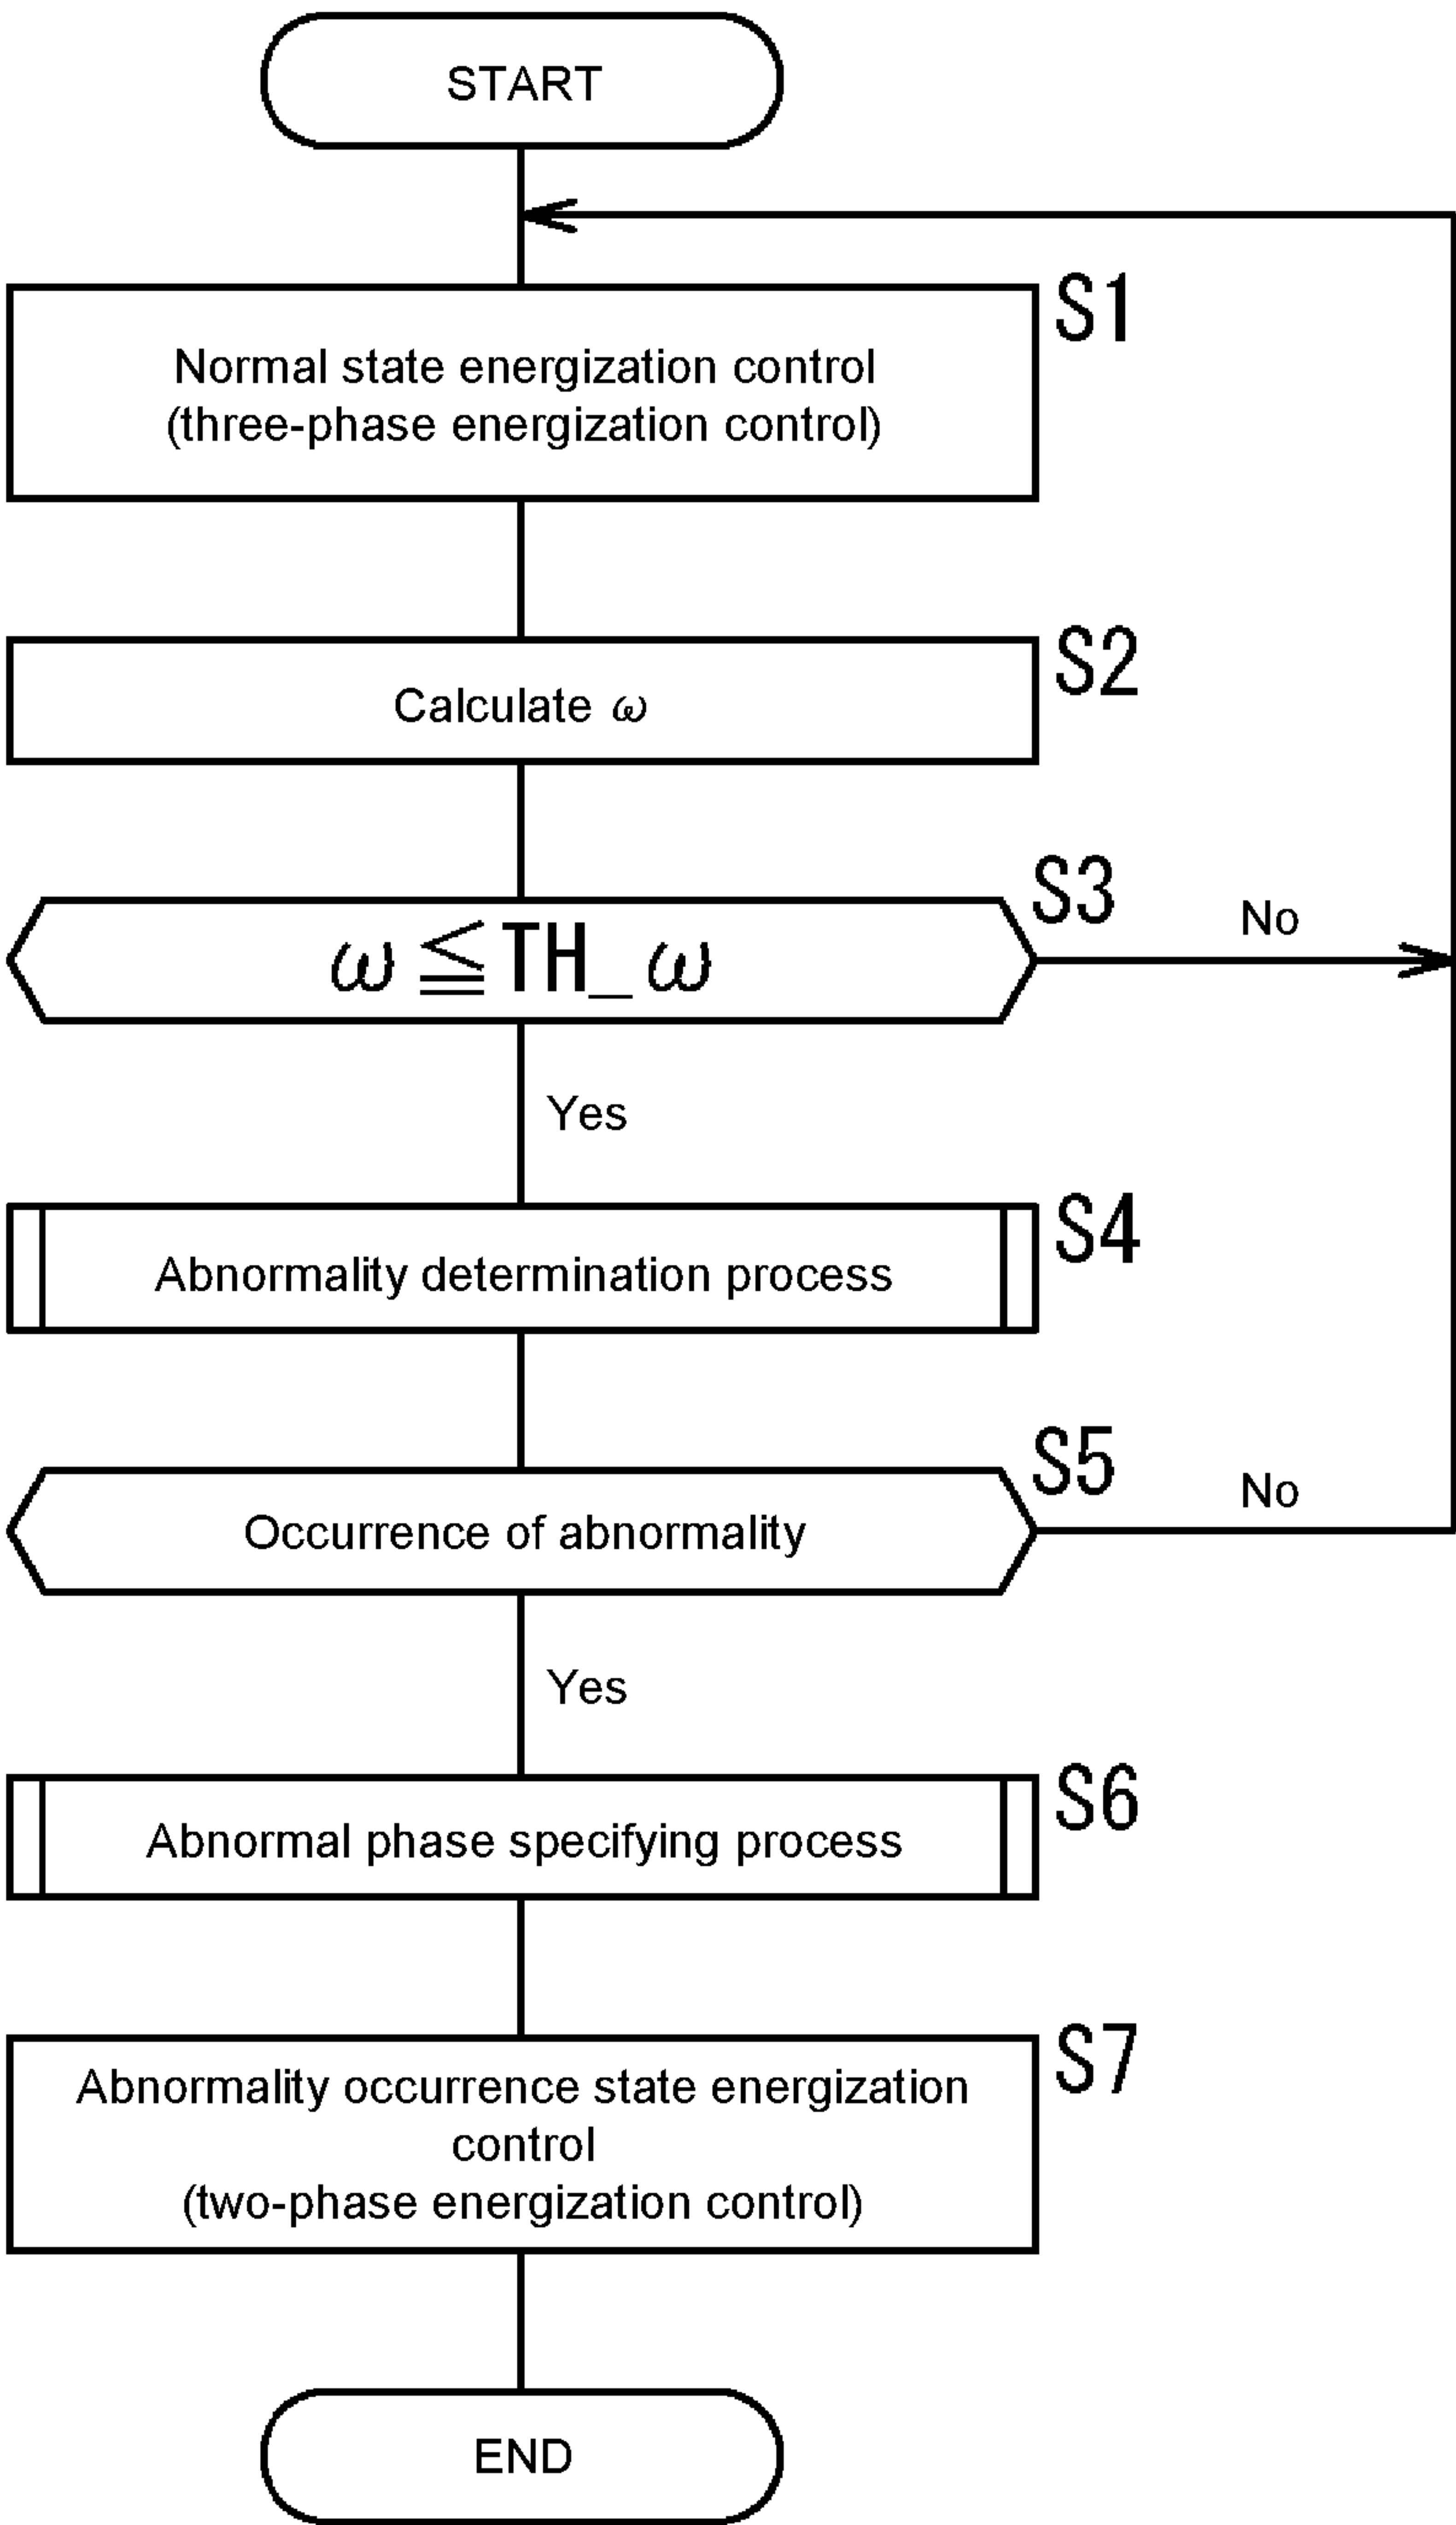 START
S1
Normal state energization control
(three-phase energization control)
S2
Calculate ω
S3
ω ≦ TH_ω
No
Yes
S4
Abnormality determination process
S5
Occurrence of abnormality
No
Yes
S6
Abnormal phase specifying process
S7
Abnormality occurrence state energization
control
(two-phase energization control)
END